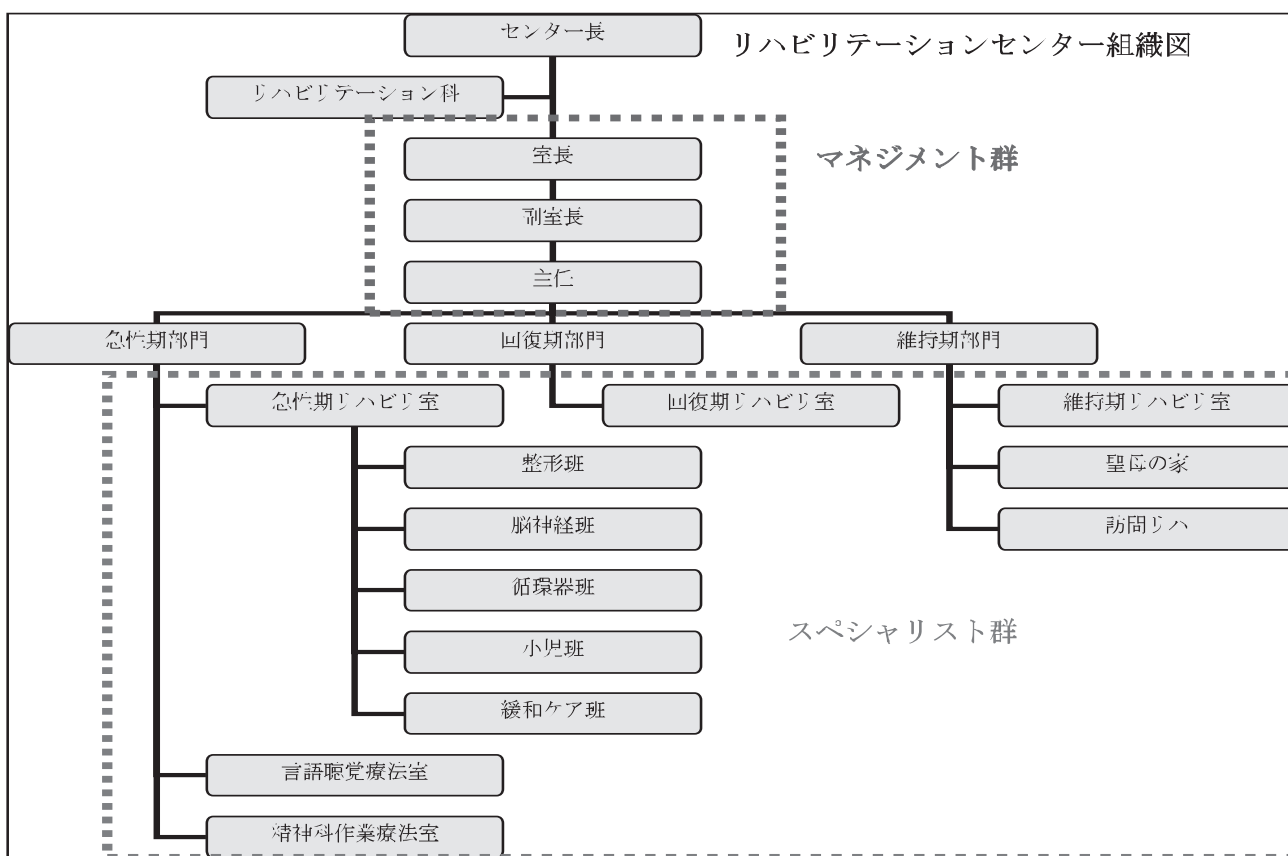 センター長
リハビリテーションセンター組織図
リハビリテーション科
マネジメント群
室長
副室長
主任
急性期部門
回復期部門
維持期部門
急性期リハビリ室
回復期リハビリ室
維持期リハビリ室
整形班
聖母の家
脳神経班
訪問リハ
循環器班
スペシャリスト群
小児班
緩和ケア班
言語聴覚療法室
精神科作業療法室